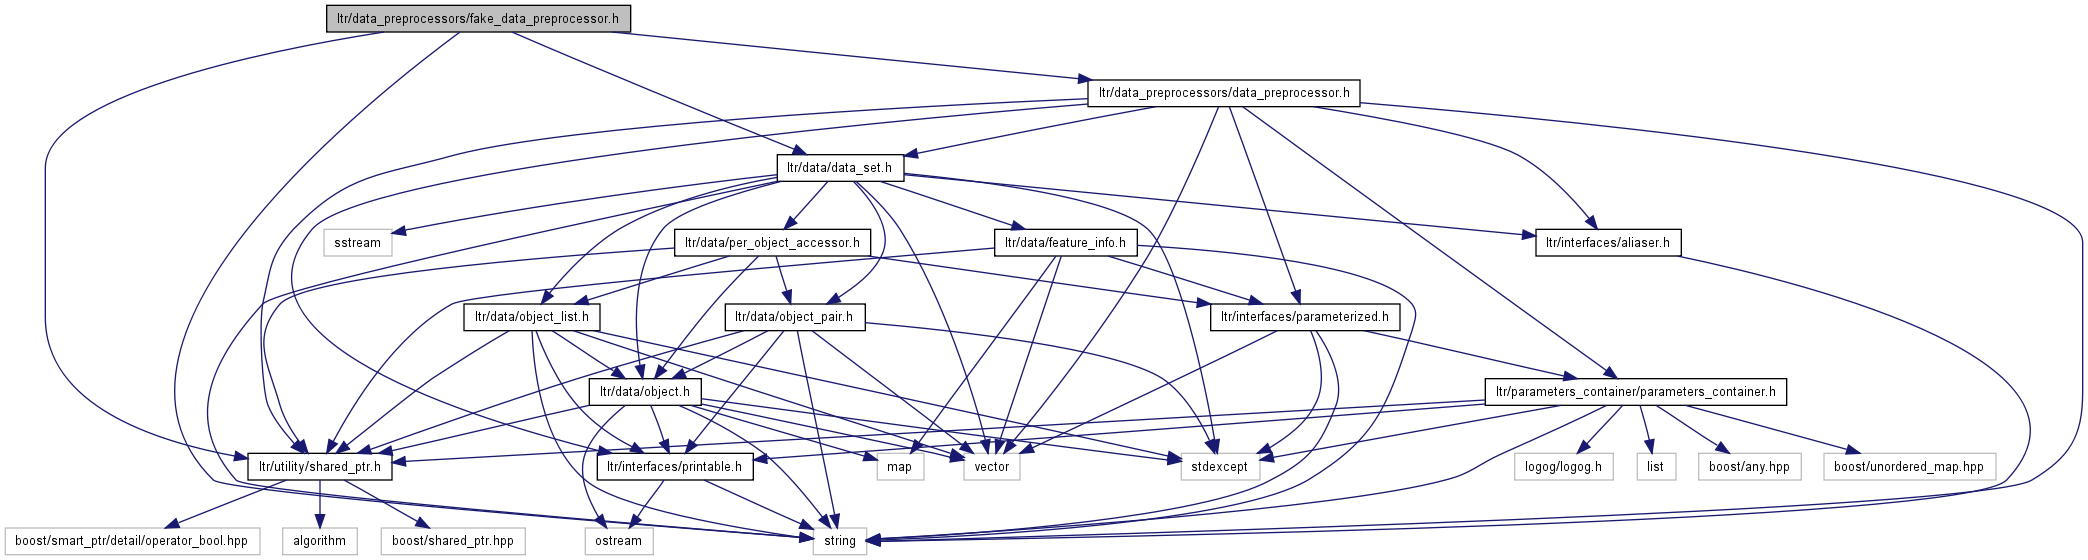 ltr/data_preprocessors/fake_data_preprocessor.h
ltr/data_preprocessors/data_preprocessor.h
ltr/data/data_set.h
sstream
ltr/data/per_object_accessor.h
ltr/data/feature_info.h
ltr/interfaces/aliaser.h
ltr/data/object_list.h
ltr/data/object_pair.h
ltr/interfaces/parameterized.h
ltr/data/object.h
ltr/parameters_container/parameters_container.h
ltr/utility/shared_ptr.h
ltr/interfaces/printable.h
map
vector
stdexcept
logog/logog.h
list
boost/any.hpp
boost/unordered_map.hpp
boost/smart_ptr/detail/operator_bool.hpp
algorithm
boost/shared_ptr.hpp
ostream
string